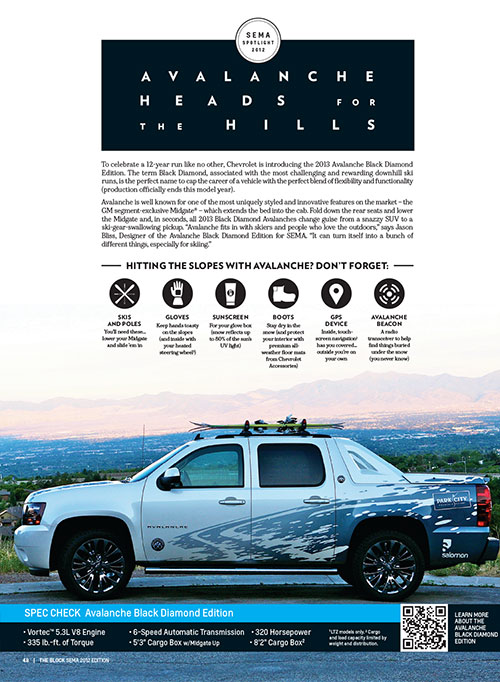 SEMA
SPOTLIGHT
2012
AVALANCHE
HEADS FOR
THE HILLS
To celebrate a 12-year run like no other, Chevrolet is introducing the 2013 Avalanche Black Diamond
Edition. The term Black Diamond, associated with the most challenging and rewarding downhill ski
runs, is the perfect name to cap the career of a vehicle with the perfect blend of flexibility and functionality
(production officially ends this model year).
Avalanche is well known for one of the most uniquely styled and innovative features on the market – the
GM segment-exclusive Midgate® – which extends the bed into the cab. Fold down the rear seats and lower
the Midgate and, in seconds, all 2013 Black Diamond Avalanches change guise from a snazzy SUV to a
ski-gear-swallowing pickup. "Avalanche fits in with skiers and people who love the outdoors," says Jason
Bliss, Designer of the Avalanche Black Diamond Edition for SEMA. "It can turn itself into a bunch of
different things, especially for skiing."
HITTING THE SLOPES WITH AVALANCHE? DON'T FORGET:
SKIS
AND POLES
You'll need these...
lower your Midgate
and slide 'em in
GLOVES
Keep hands toasty
on the slopes
(and inside with
your heated
steering wheel¹)
SUNSCREEN
For your glove box
(snow reflects up
to 80% of the sun's
UV light)
BOOTS
Stay dry in the
snow (and protect
your interior with
premium all-
weather floor mats
from Chevrolet
Accessories)
GPS
DEVICE
Inside, touch-
screen navigation¹
has you covered...
outside you're on
your own
AVALANCHE
BEACON
A radio
transceiver to help
find things buried
under the snow
(you never know)
AVALANCHE
PARK CITY
salomon
SPEC CHECK Avalanche Black Diamond Edition
• Vortec™ 5.3L V8 Engine
• 335 lb.-ft. of Torque
• 6-Speed Automatic Transmission
• 5'3" Cargo Box w/Midgate Up
• 320 Horsepower
• 8'2" Cargo Box²
¹LTZ models only. ² Cargo
and load capacity limited by
weight and distribution.
LEARN MORE
ABOUT THE
AVALANCHE
BLACK DIAMOND
EDITION
48 | THE BLOCK SEMA 2012 EDITION